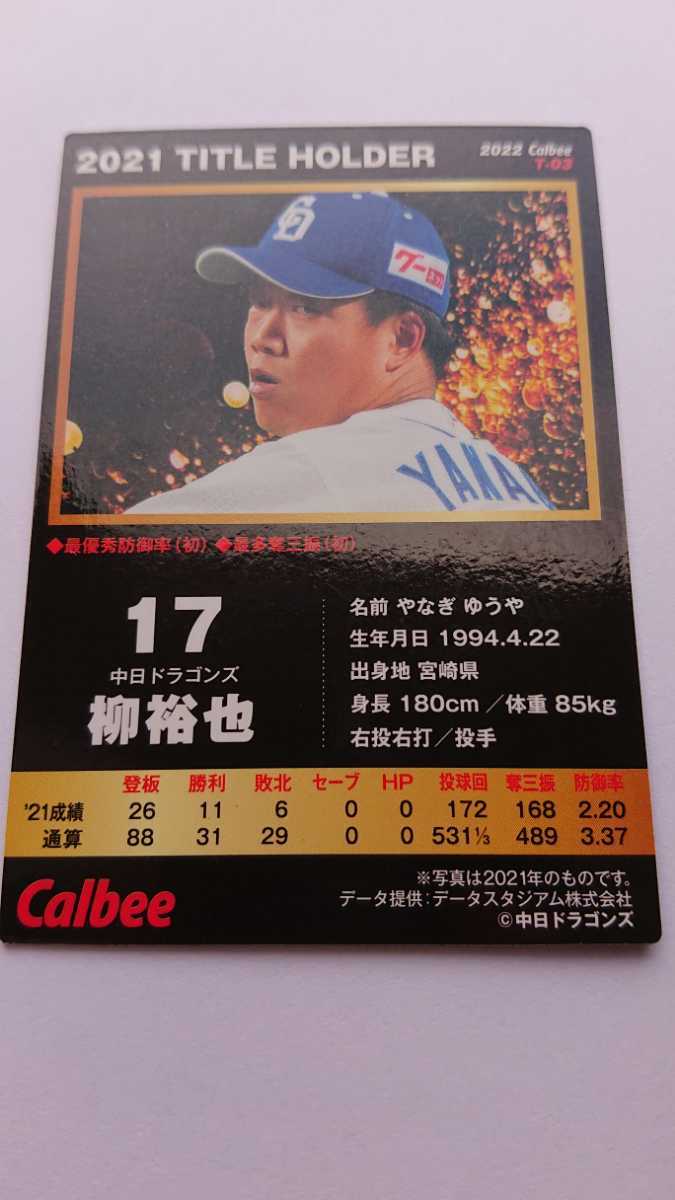 2021 TITLE HOLDER
2022 Calbee
T-03
CD
グー
YANA
◆最優秀防御率(初) ◆最多奪三振(初)
17
中日ドラゴンズ
柳裕也
名前 やなぎ ゆうや
生年月日 1994.4.22
出身地 宮崎県
身長 180cm/体重 85kg
右投右打/投手
登板 勝利 敗北 セーブ HP 投球回 奪三振 防御率
'21成績 26 11 6 0 0 172 168 2.20
通算 88 31 29 0 0 531⅓ 489 3.37
Calbee
※写真は2021年のものです。
データ提供:データスタジアム株式会社
©中日ドラゴンズ